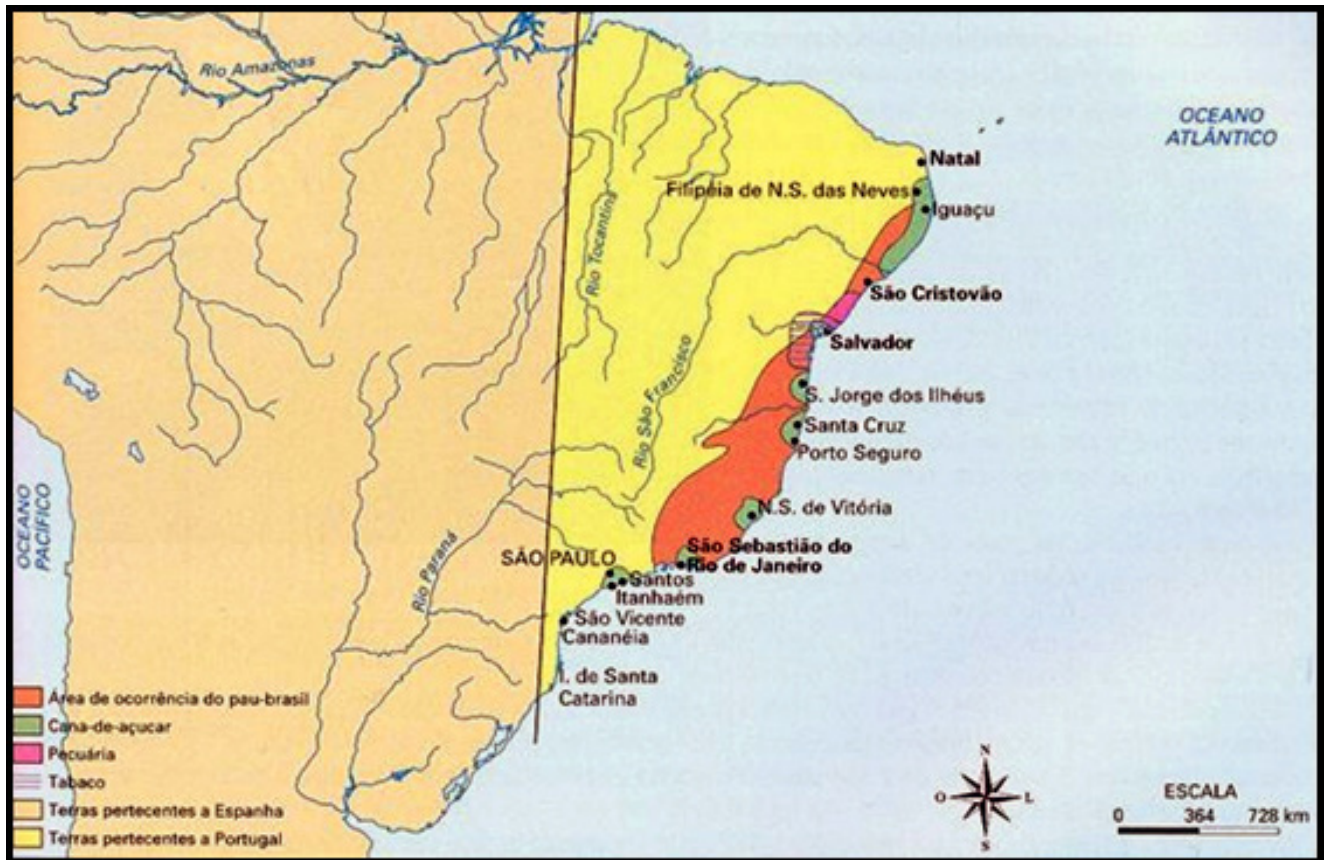 Rio Amazonas
OCEANO
ATLÂNTICO
Natal
Filipéia de N.S. das Neves
Iguaçu
Rio Tocantins
São Cristovão
Salvador
Rio São Francisco
S. Jorge dos Ilhéus
Santa Cruz
Porto Seguro
OCEANO
PACÍFICO
N.S. de Vitória
Rio Paraná
SÃO PAULO
São Sebastião do
Rio de Janeiro
Santos
Itanhaém
São Vicente
Cananéia
I. de Santa
Catarina
Área de ocorrência do pau-brasil
Cana-de-açucar
Pecuária
Tabaco
Terras pertecentes a Espanha
Terras pertecentes a Portugal
N
O
L
S
ESCALA
0 364 728 km